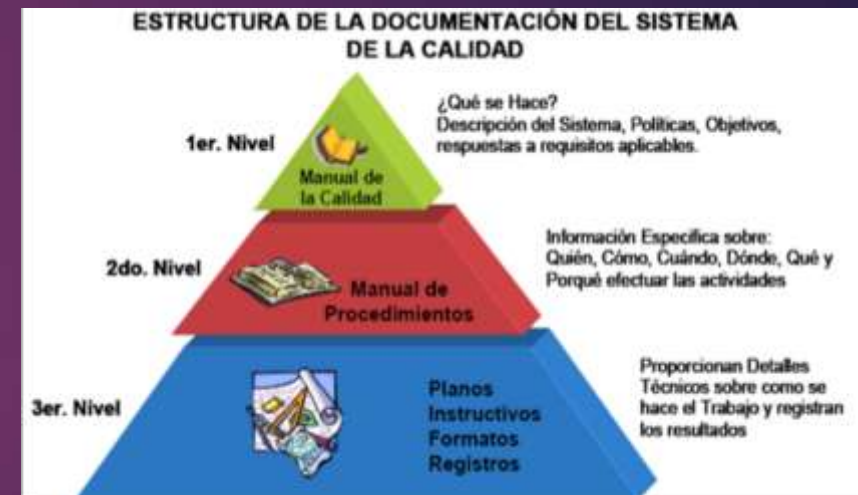 ESTRUCTURA DE LA DOCUMENTACIÓN DEL SISTEMA
DE LA CALIDAD
1er. Nivel
Manual de
la Calidad
¿Qué se Hace?
Descripción del Sistema, Políticas, Objetivos,
respuestas a requisitos aplicables.
2do. Nivel
Manual de
Procedimientos
Información Especifica sobre:
Quién, Cómo, Cuándo, Dónde, Qué y
Porqué efectuar las actividades
3er. Nivel
Planos
Instructivos
Formatos
Registros
Proporcionan Detalles
Técnicos sobre como se
hace el Trabajo y registran
los resultados